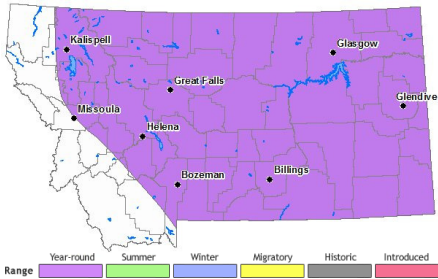 Kalispell
Glasgow
Great Falls
Glendive
Missoula
Helena
Bozeman
Billings
Year-round Summer Winter Migratory Historic Introduced
Range